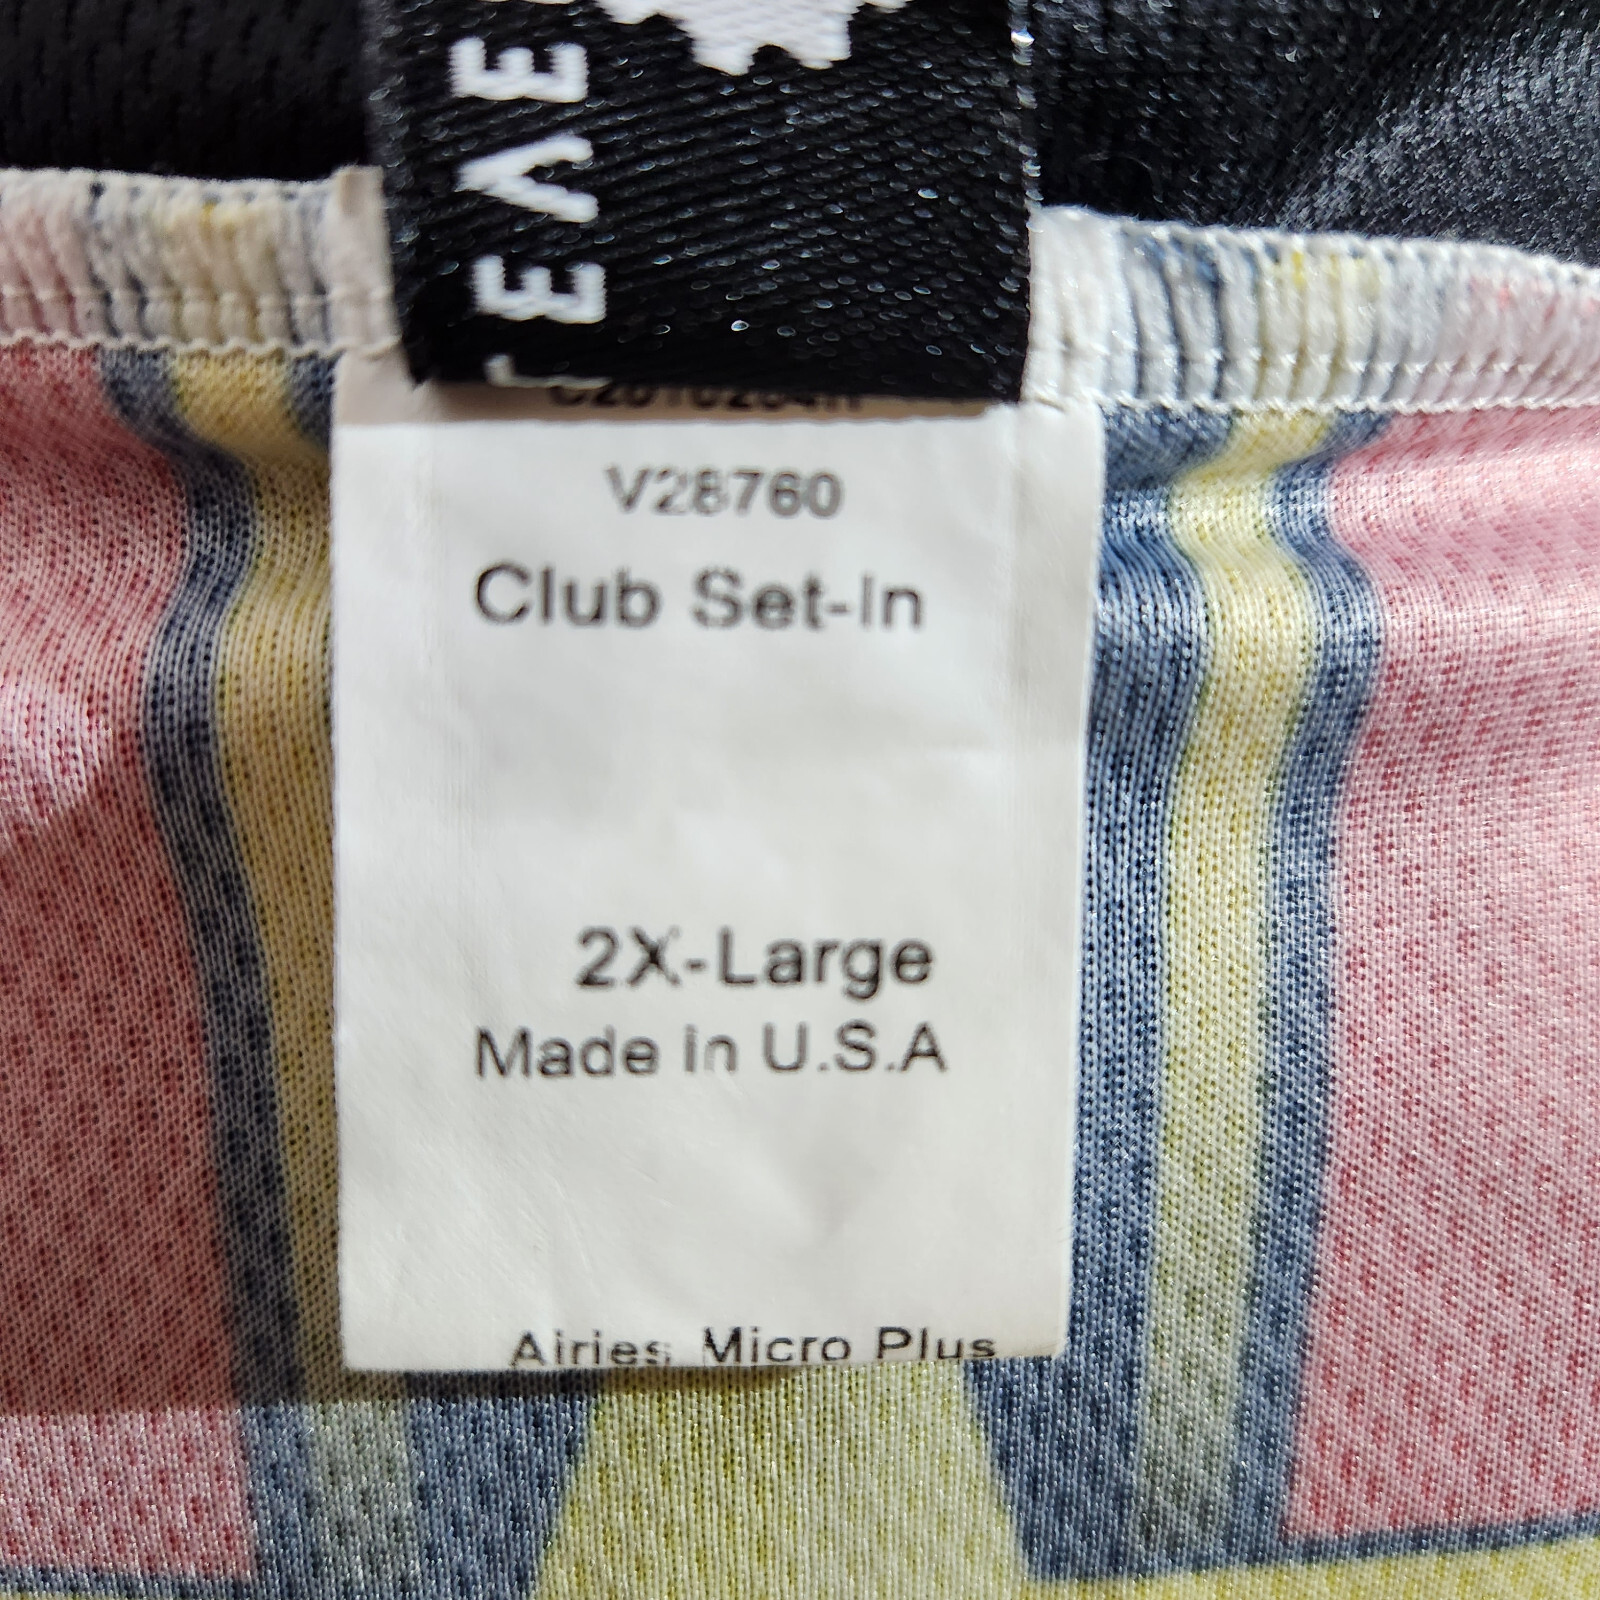 V28760
Club Set-In
2X-Large
Made in U.S.A
Airies Micro Plus